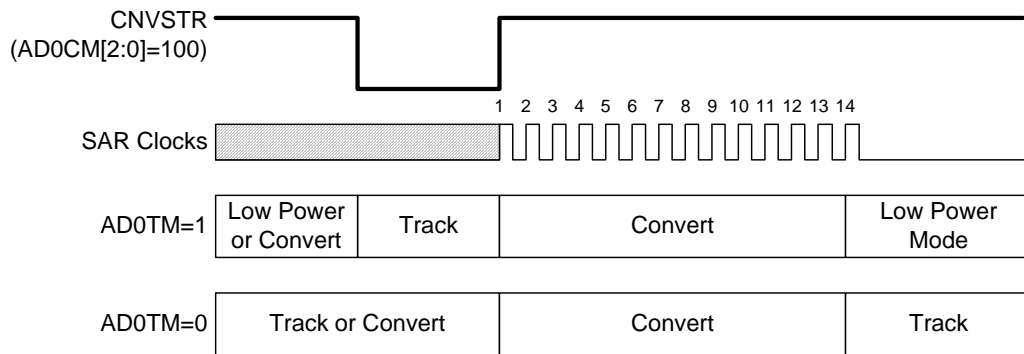 CNVSTR
(AD0CM[2:0]=100)
1 2 3 4 5 6 7 8 9 10 11 12 13 14
SAR Clocks
AD0TM=1
Low Power
or Convert
Track
Convert
Low Power
Mode
AD0TM=0
Track or Convert
Convert
Track